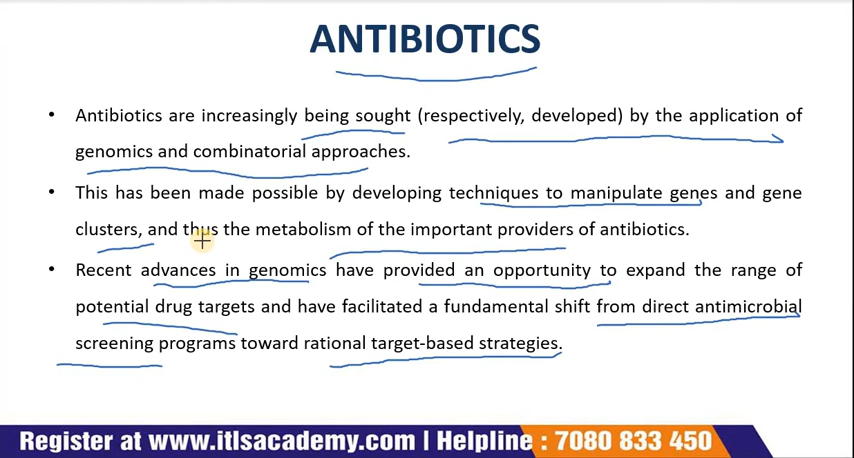 ANTIBIOTICS
• Antibiotics are increasingly being sought (respectively, developed) by the application of
genomics and combinatorial approaches.
• This has been made possible by developing techniques to manipulate genes and gene
clusters, and thus the metabolism of the important providers of antibiotics.
• Recent advances in genomics have provided an opportunity to expand the range of
potential drug targets and have facilitated a fundamental shift from direct antimicrobial
screening programs toward rational target-based strategies.
Register at www.itlsacademy.com | Helpline : 7080 833 450